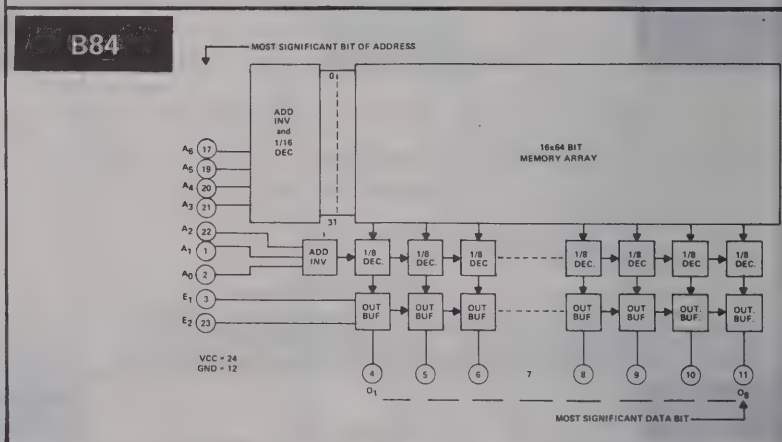 B84
MOST SIGNIFICANT BIT OF ADDRESS
ADD
INV
and
1/16
DEC
0
31
16x64 BIT
MEMORY ARRAY
A6 17
A5 19
A4 20
A3 21
A2 22
A1 1
A0 2
E1 3
E2 23
ADD
INV
1/8 DEC. 1/8 DEC. 1/8 DEC 1/8 DEC. 1/8 DEC. 1/8 DEC. 1/8 DEC.
OUT BUF OUT BUF OUT BUF OUT BUF. OUT BUF. OUT BUF. OUT BUF.
VCC = 24
GND = 12
4 5 6 7 8 9 10 11
O1 O8
MOST SIGNIFICANT DATA BIT